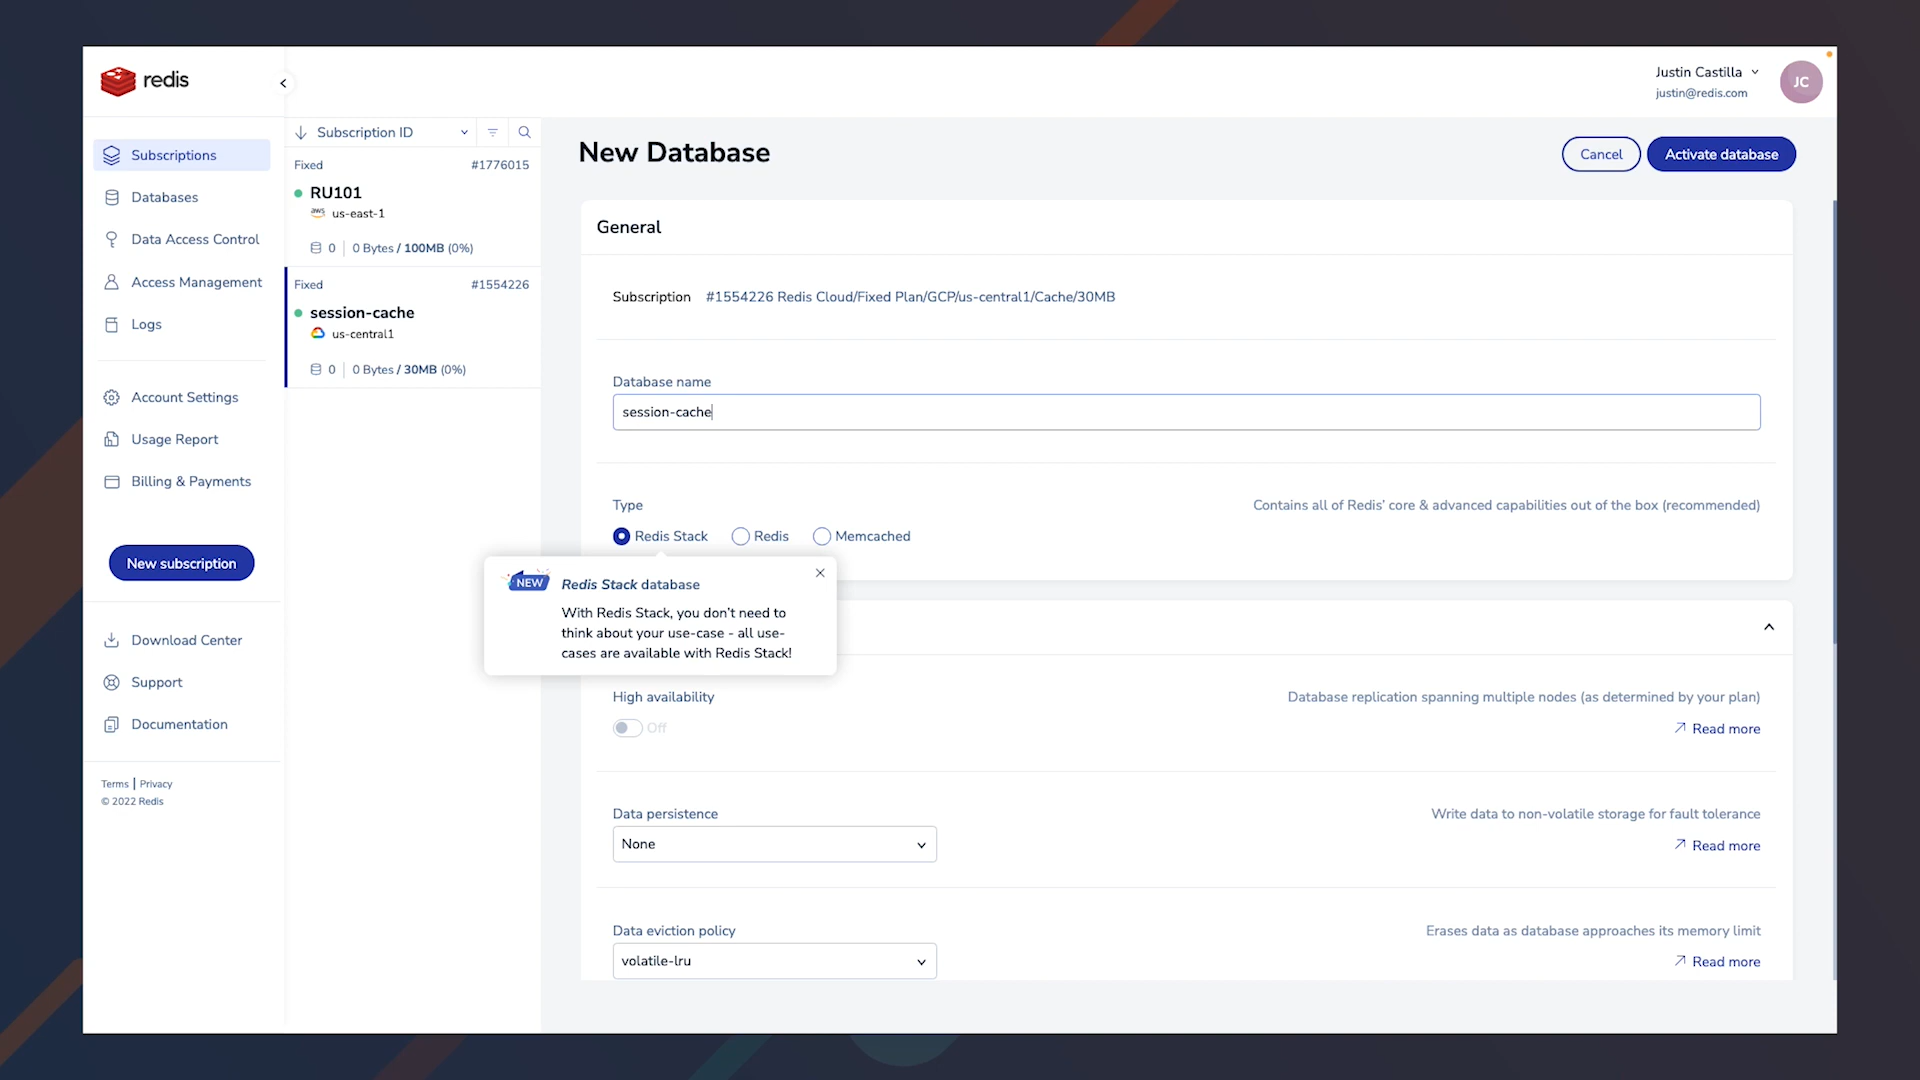 redis
Justin Castilla
justin@redis.com
JC
Subscriptions
Databases
Data Access Control
Access Management
Logs
Account Settings
Usage Report
Billing & Payments
New subscription
Download Center
Support
Documentation
Terms | Privacy
© 2022 Redis
Subscription ID
Fixed #1776015
RU101
aws us-east-1
0 | 0 Bytes / 100MB (0%)
Fixed #1554226
session-cache
us-central1
0 | 0 Bytes / 30MB (0%)
New Database
Cancel
Activate database
General
Subscription #1554226 Redis Cloud/Fixed Plan/GCP/us-central1/Cache/30MB
Database name
session-cache
Type
Contains all of Redis' core & advanced capabilities out of the box (recommended)
Redis Stack Redis Memcached
NEW Redis Stack database
With Redis Stack, you don't need to
think about your use-case - all use-
cases are available with Redis Stack!
High availability
Database replication spanning multiple nodes (as determined by your plan)
Off
Read more
Data persistence
Write data to non-volatile storage for fault tolerance
None
Read more
Data eviction policy
Erases data as database approaches its memory limit
volatile-lru
Read more